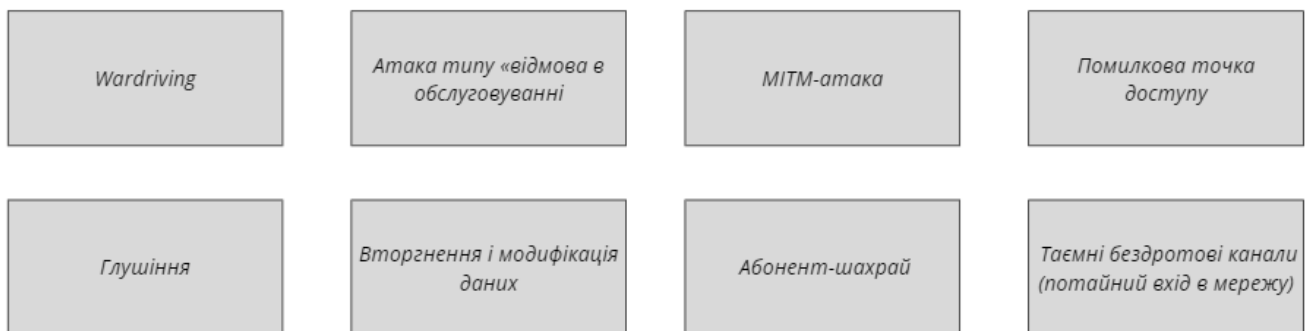 Wardriving
Атака типу «відмова в
обслуговуванні
MITM-атака
Помилкова точка
доступу
Глушіння
Вторгнення і модифікація
даних
Абонент-шахрай
Таємні бездротові канали
(потайний вхід в мережу)